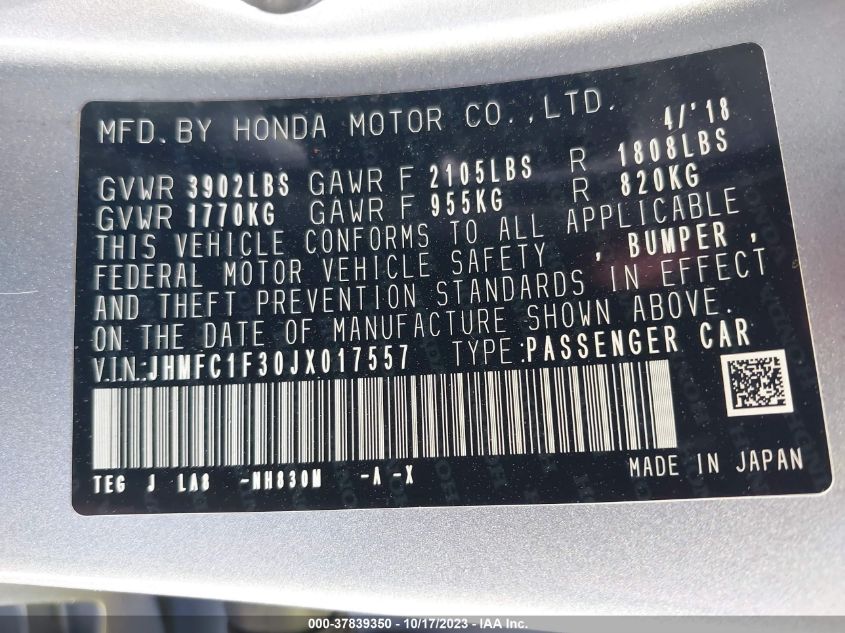 MFD. BY HONDA MOTOR CO.,LTD. 4/'18
GVWR 3902LBS GAWR F 2105LBS R 1808LBS
GVWR 1770KG GAWR F 955KG R 820KG
THIS VEHICLE CONFORMS TO ALL APPLICABLE
FEDERAL MOTOR VEHICLE SAFETY , BUMPER ,
AND THEFT PREVENTION STANDARDS IN EFFECT
ON THE DATE OF MANUFACTURE SHOWN ABOVE.
V.I.N.:JHMFC1F30JX017557 TYPE:PASSENGER CAR
TEG J LA8 -NH830M -A -X
MADE IN JAPAN
000-37839350 - 10/17/2023 - IAA Inc.